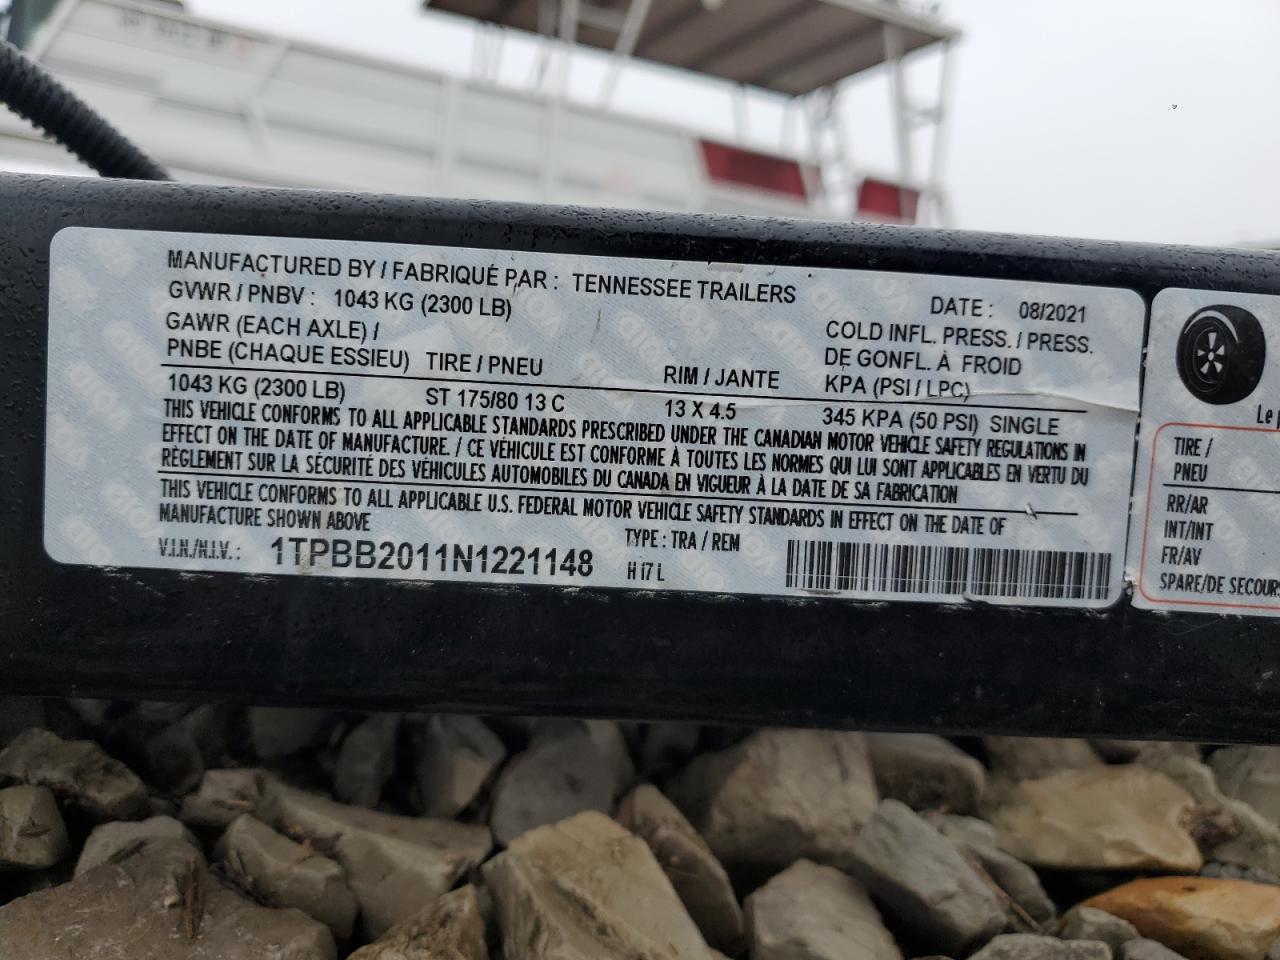 MANUFACTURED BY / FABRIQUÉ PAR : TENNESSEE TRAILERS
DATE : 08/2021
GVWR / PNBV : 1043 KG (2300 LB)
GAWR (EACH AXLE) /
PNBE (CHAQUE ESSIEU) TIRE / PNEU RIM / JANTE
COLD INFL. PRESS. / PRESS.
DE GONFL. À FROID
KPA (PSI / LPC)
1043 KG (2300 LB) ST 175/80 13 C 13 X 4.5 345 KPA (50 PSI) SINGLE
THIS VEHICLE CONFORMS TO ALL APPLICABLE STANDARDS PRESCRIBED UNDER THE CANADIAN MOTOR VEHICLE SAFETY REGULATIONS IN
EFFECT ON THE DATE OF MANUFACTURE. / CE VÉHICULE EST CONFORME À TOUTES LES NORMES QUI LUI SONT APPLICABLES EN VERTU DU
RÈGLEMENT SUR LA SÉCURITÉ DES VÉHICULES AUTOMOBILES DU CANADA EN VIGUEUR À LA DATE DE SA FABRICATION
THIS VEHICLE CONFORMS TO ALL APPLICABLE U.S. FEDERAL MOTOR VEHICLE SAFETY STANDARDS IN EFFECT ON THE DATE OF
MANUFACTURE SHOWN ABOVE
V.I.N./N.I.V. : 1TPBB2011N1221148
TYPE : TRA / REM
H17L
Le
TIRE /
PNEU
RR/AR
INT/INT
FR/AV
SPARE/DE SECOURS